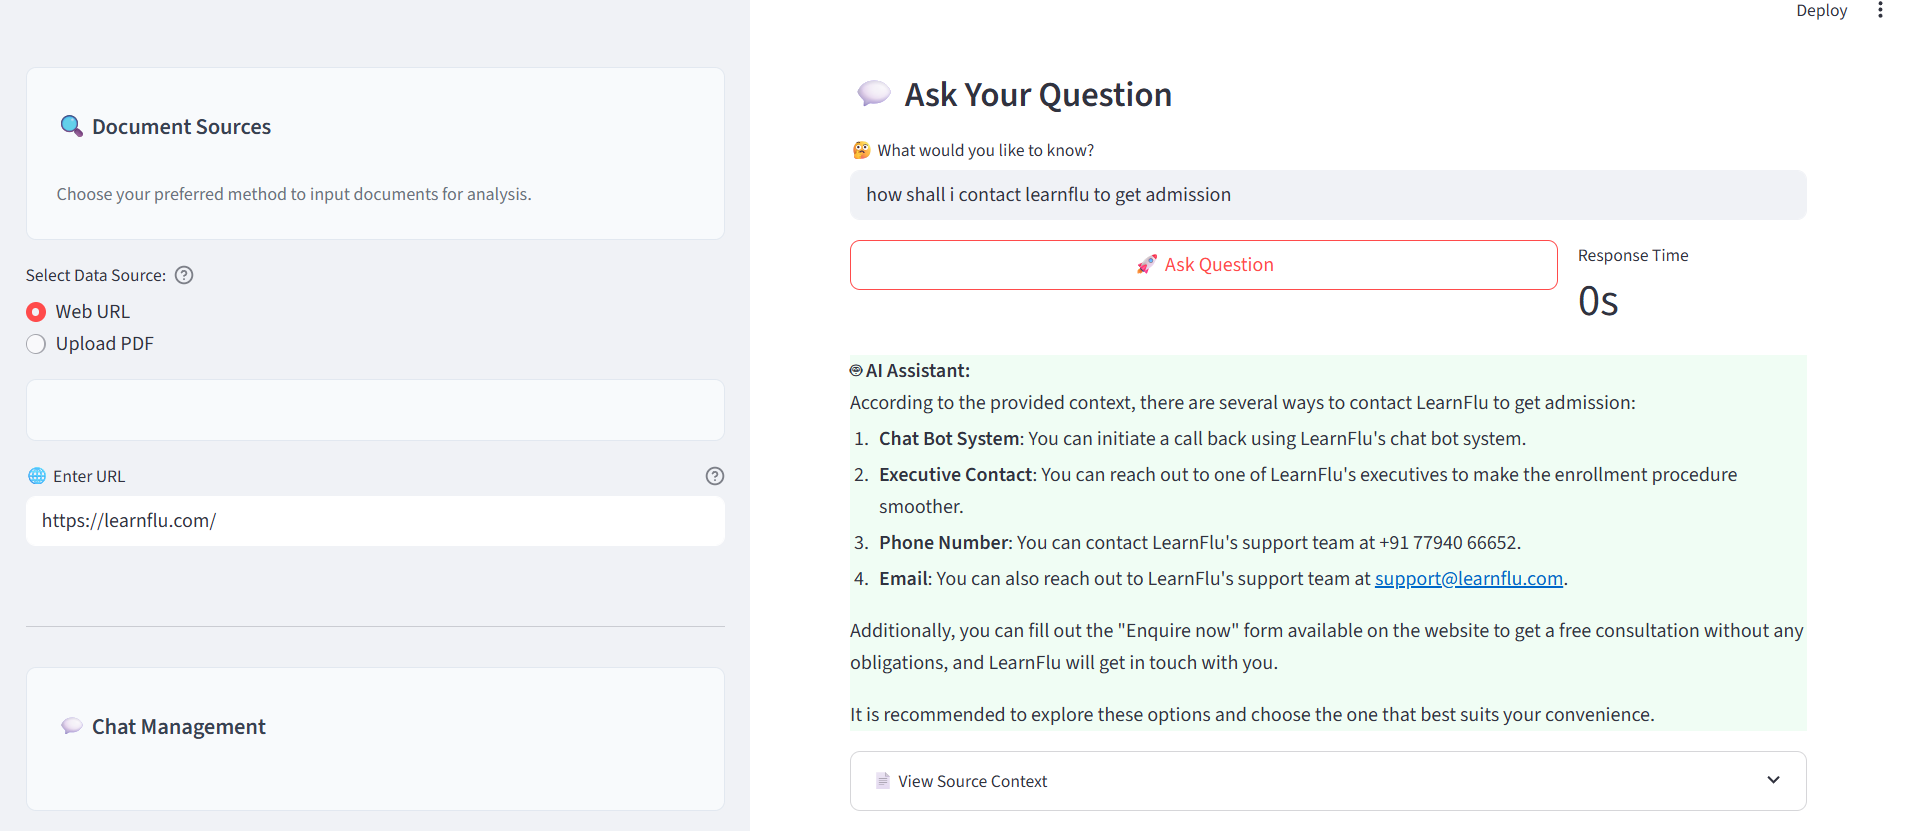 Deploy
Document Sources
Choose your preferred method to input documents for analysis.
Select Data Source:
Web URL
Upload PDF
Enter URL
https://learnflu.com/
Chat Management
Ask Your Question
What would you like to know?
how shall i contact learnflu to get admission
Ask Question
Response Time
0s
AI Assistant:
According to the provided context, there are several ways to contact LearnFlu to get admission:
1. Chat Bot System: You can initiate a call back using LearnFlu's chat bot system.
2. Executive Contact: You can reach out to one of LearnFlu's executives to make the enrollment procedure
smoother.
3. Phone Number: You can contact LearnFlu's support team at +91 77940 66652.
4. Email: You can also reach out to LearnFlu's support team at support@learnflu.com.
Additionally, you can fill out the "Enquire now" form available on the website to get a free consultation without any
obligations, and LearnFlu will get in touch with you.
It is recommended to explore these options and choose the one that best suits your convenience.
View Source Context